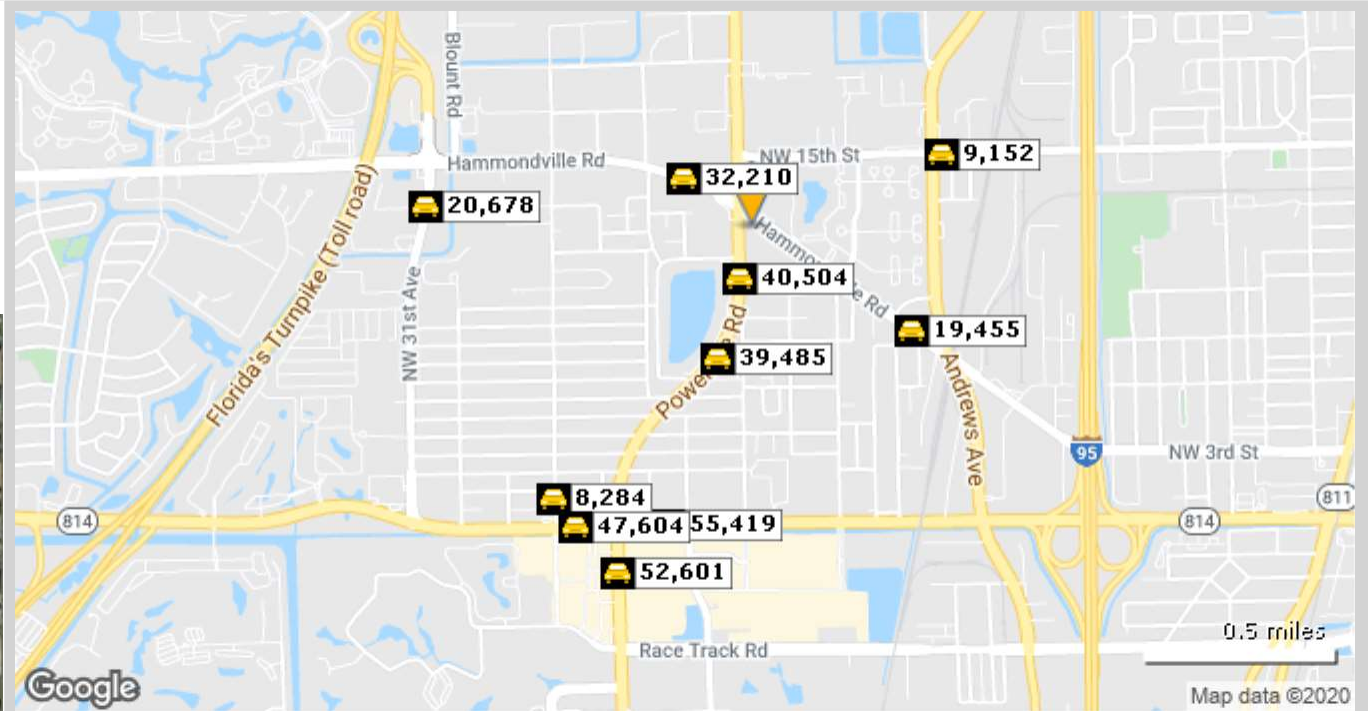 Blount Rd
Hammondville Rd
NW 15th St
9,152
32,210
20,678
Florida's Turnpike (Toll road)
NW 31st Ave
40,504
19,455
39,485
Andrews Ave
95
NW 3rd St
8,284
811
814
47,604
55,419
814
52,601
Race Track Rd
0.5 miles
Google
Map data ©2020